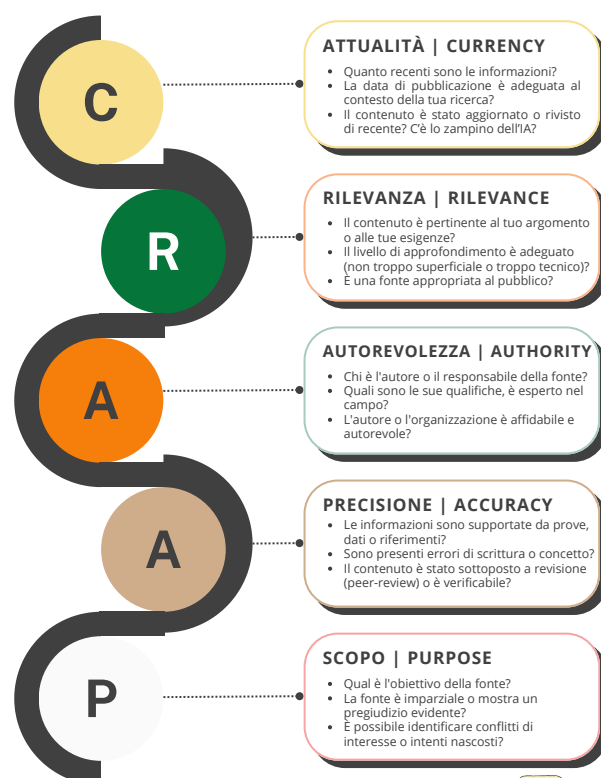 C
ATTUALITÀ | CURRENCY
Quanto recenti sono le informazioni?
La data di pubblicazione è adeguata al
contesto della tua ricerca?
Il contenuto è stato aggiornato o rivisto
di recente? C'è lo zampino dell'IA?
R
RILEVANZA | RELEVANCE
Il contenuto è pertinente al tuo argomento
o alle tue esigenze?
Il livello di approfondimento è adeguato
(non troppo superficiale o troppo tecnico)?
È una fonte appropriata al pubblico?
A
AUTOREVOLEZZA | AUTHORITY
Chi è l'autore o il responsabile della fonte?
Quali sono le sue qualifiche, è esperto nel
campo?
L'autore o l'organizzazione è affidabile e
autorevole?
A
PRECISIONE | ACCURACY
Le informazioni sono supportate da prove,
dati o riferimenti?
Sono presenti errori di scrittura o concetto?
Il contenuto è stato sottoposto a revisione
(peer-review) o è verificabile?
P
SCOPO | PURPOSE
Qual è l'obiettivo della fonte?
La fonte è imparziale o mostra un
pregiudizio evidente?
È possibile identificare conflitti di
interesse o intenti nascosti?